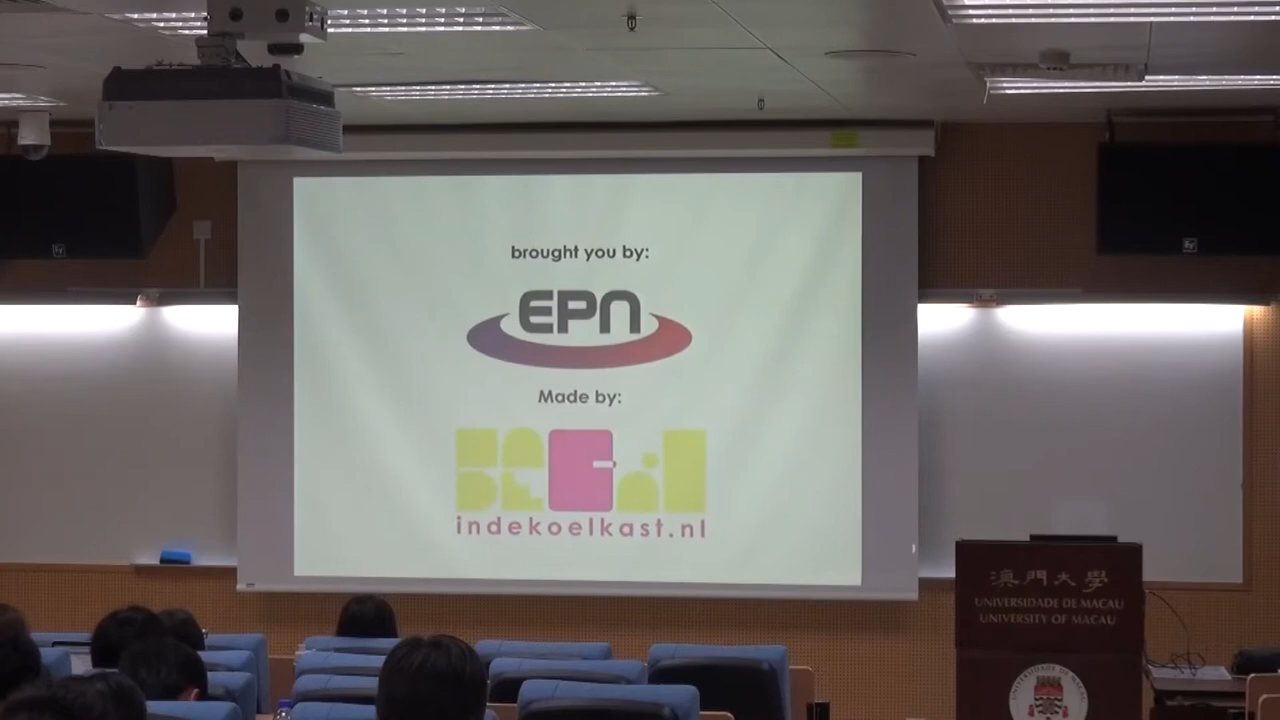 brought you by:
EPN
Made by:
indekoelkast.nl
澳門大學
UNIVERSIDADE DE MACAU
UNIVERSITY OF MACAU